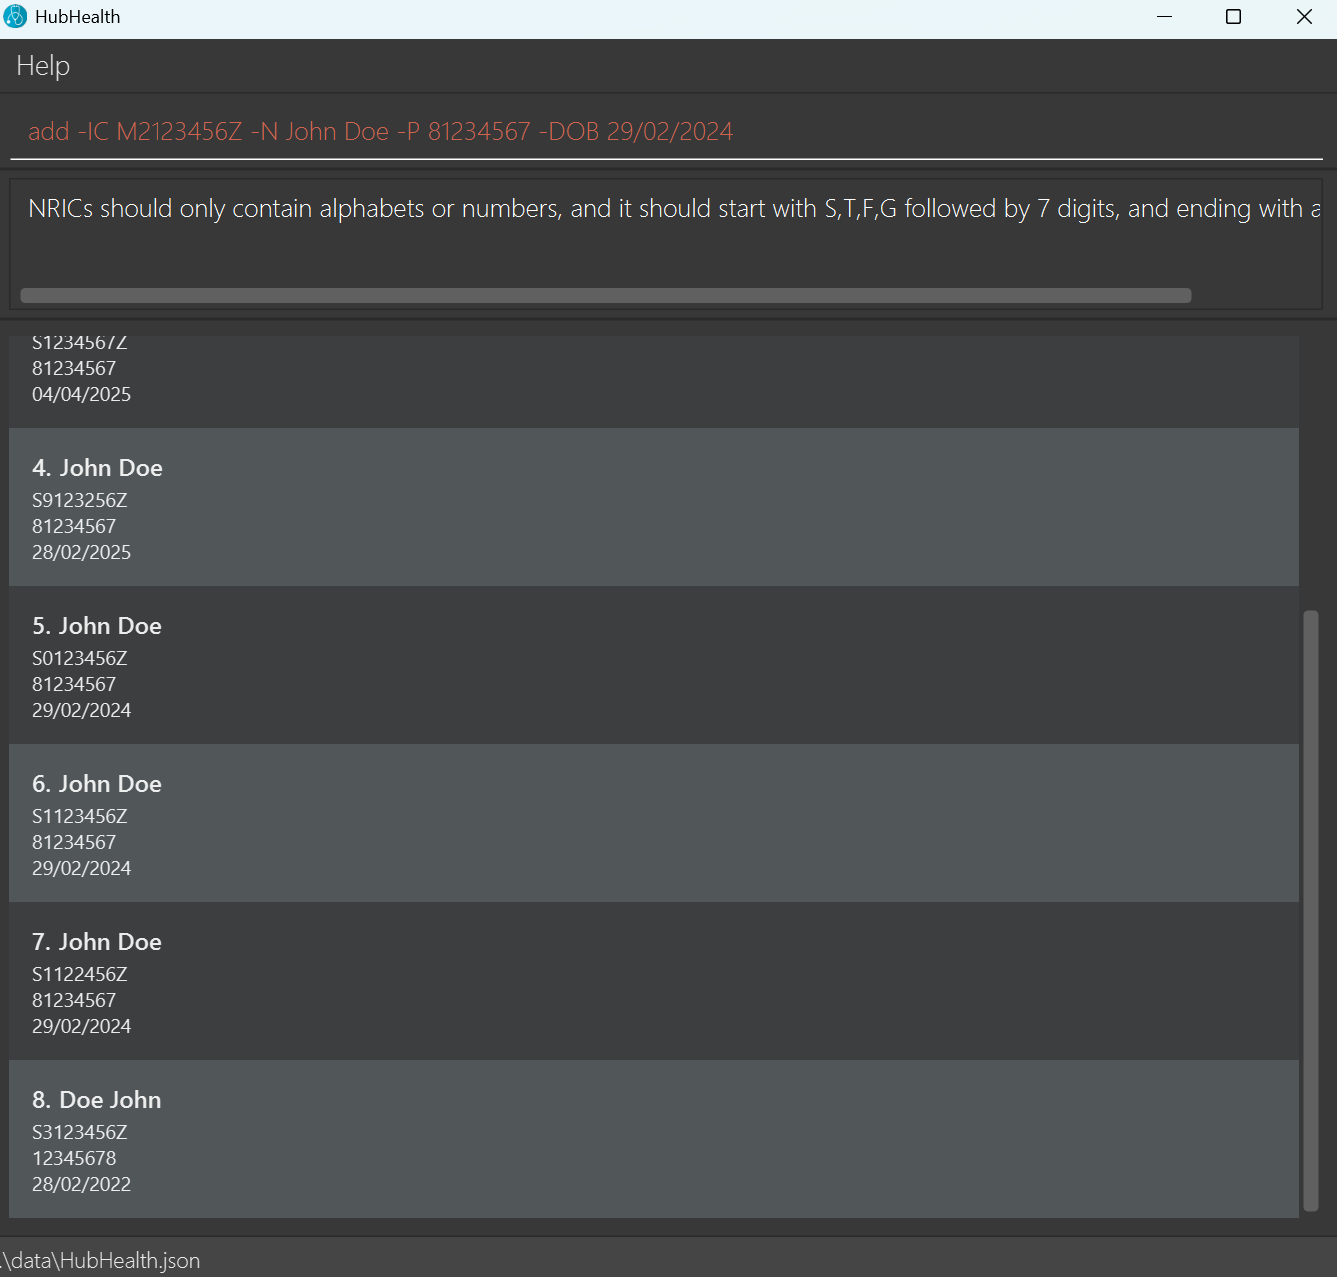 HubHealth
Help
add -IC M2123456Z -N John Doe -P 81234567 -DOB 29/02/2024
NRICs should only contain alphabets or numbers, and it should start with S,T,F,G followed by 7 digits, and ending with a
S1234567Z
81234567
04/04/2025
4. John Doe
S9123256Z
81234567
28/02/2025
5. John Doe
S0123456Z
81234567
29/02/2024
6. John Doe
S1123456Z
81234567
29/02/2024
7. John Doe
S1122456Z
81234567
29/02/2024
8. Doe John
S3123456Z
12345678
28/02/2022
.\data\HubHealth.json